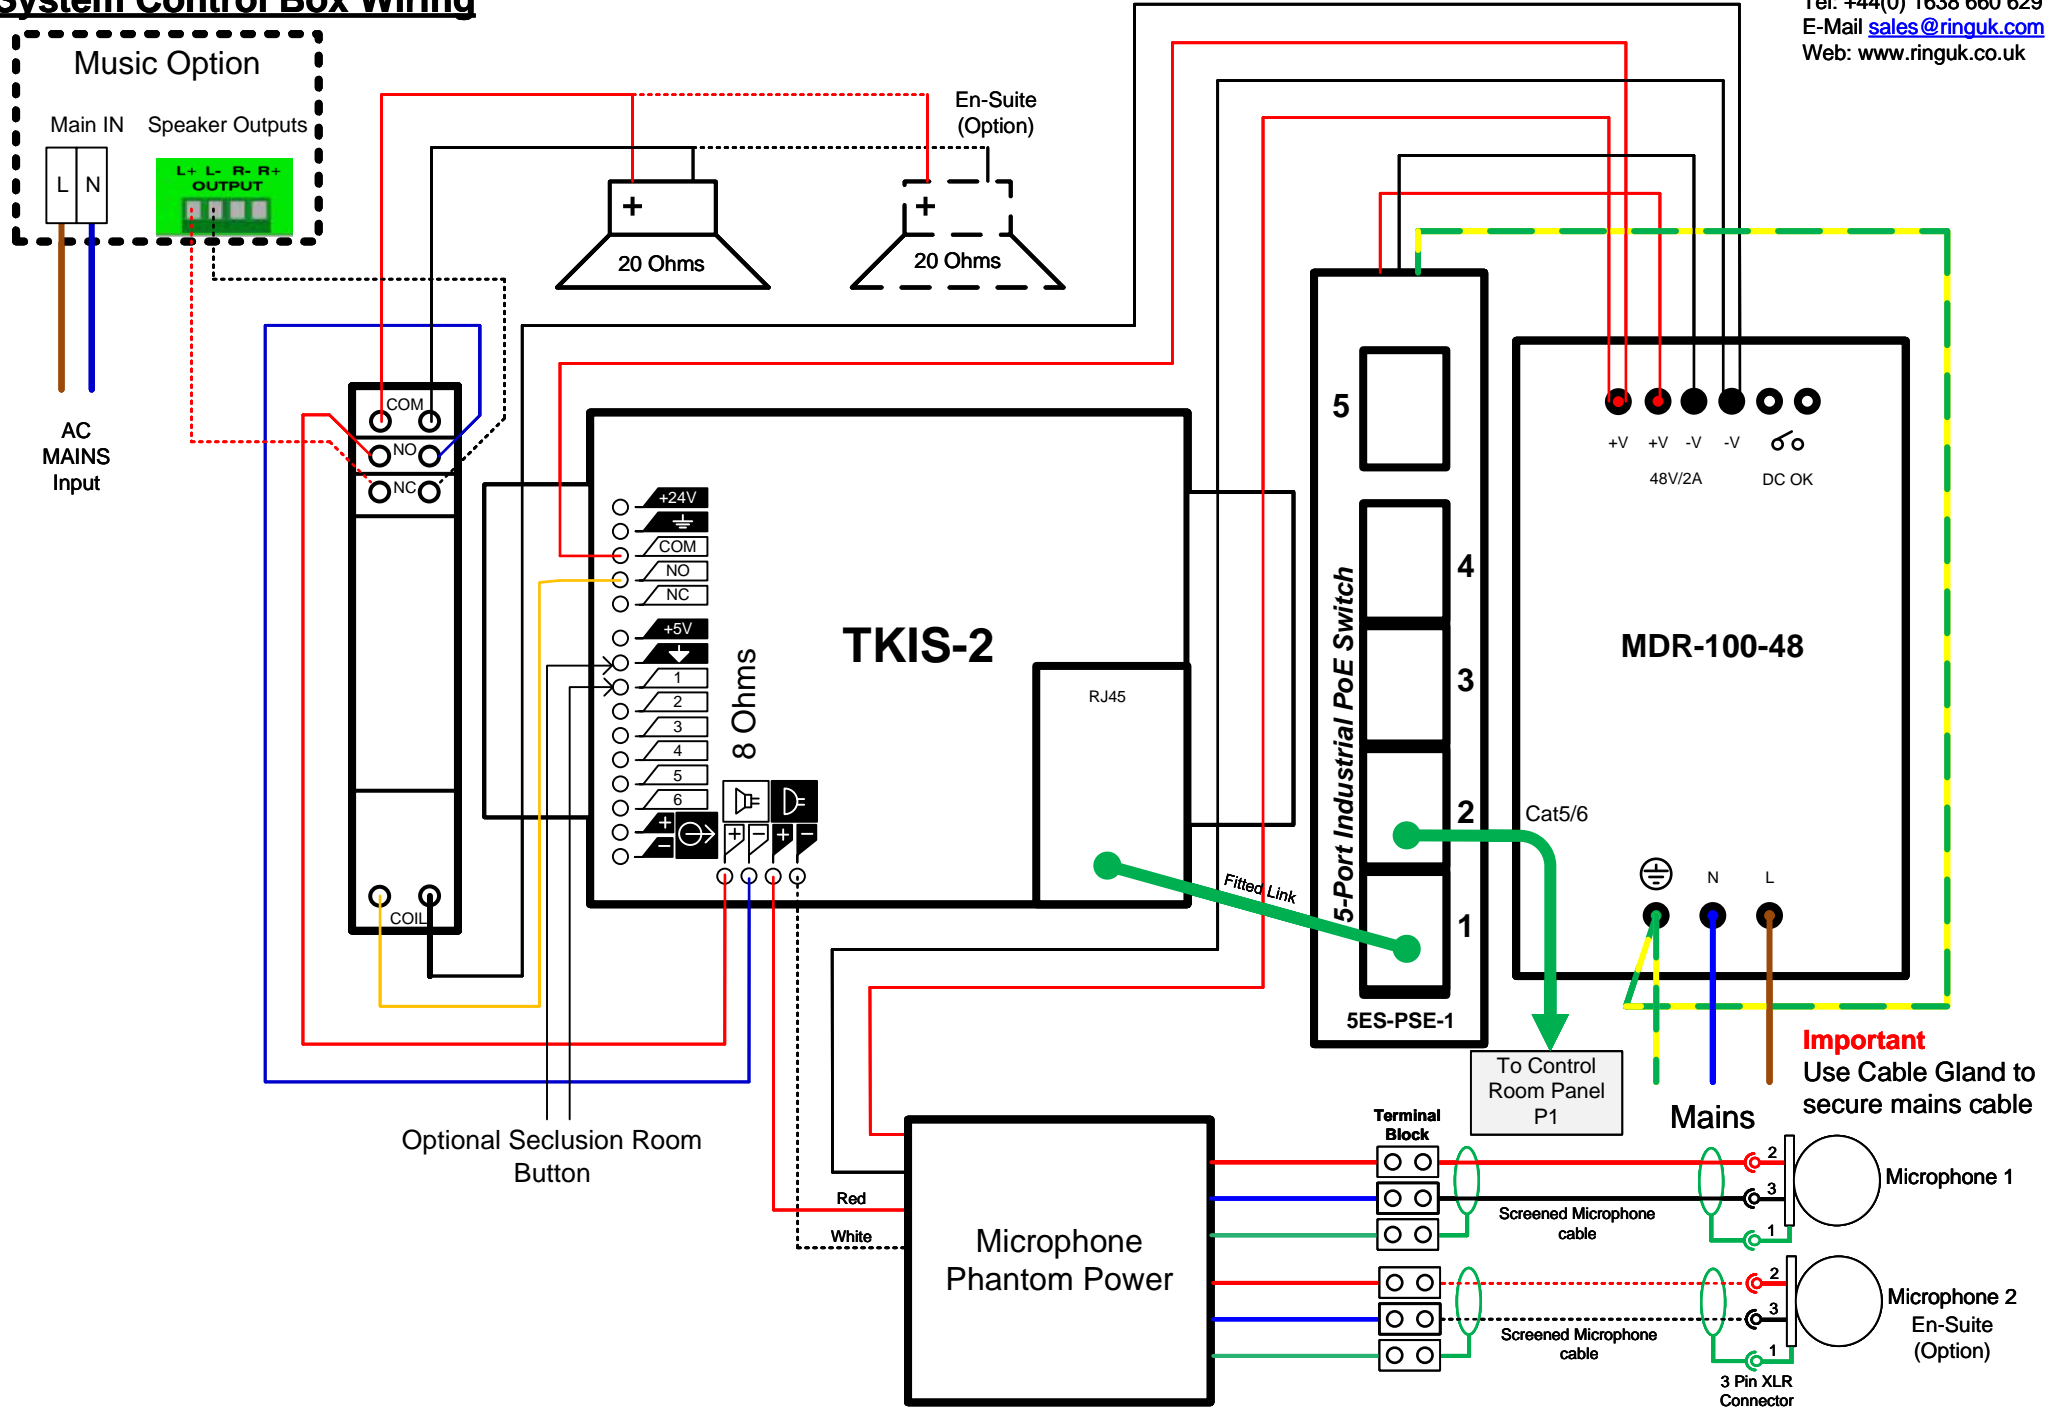 System Control Box Wiring
Tel: +44(0) 1638 660 629
E-Mail sales@ringuk.com
Web: www.ringuk.co.uk
Music Option
Main IN
Speaker Outputs
L N
L+ L- R- R+
OUTPUT
AC
MAINS
Input
En-Suite
(Option)
+
20 Ohms
+
20 Ohms
COM
NO
NC
COIL
+24V
COM
NO
NC
+5V
1
2
3
4
5
6
+
−
+ − + −
8 Ohms
TKIS-2
RJ45
Fitted Link
5
4
3
2
1
5-Port Industrial PoE Switch
5ES-PSE-1
Cat5/6
+V +V -V -V
48V/2A
DC OK
MDR-100-48
N L
To Control
Room Panel
P1
Mains
Important
Use Cable Gland to
secure mains cable
Optional Seclusion Room
Button
Red
White
Microphone
Phantom Power
Terminal
Block
Screened Microphone
cable
2
3
1
Microphone 1
Screened Microphone
cable
2
3
1
Microphone 2
En-Suite
(Option)
3 Pin XLR
Connector